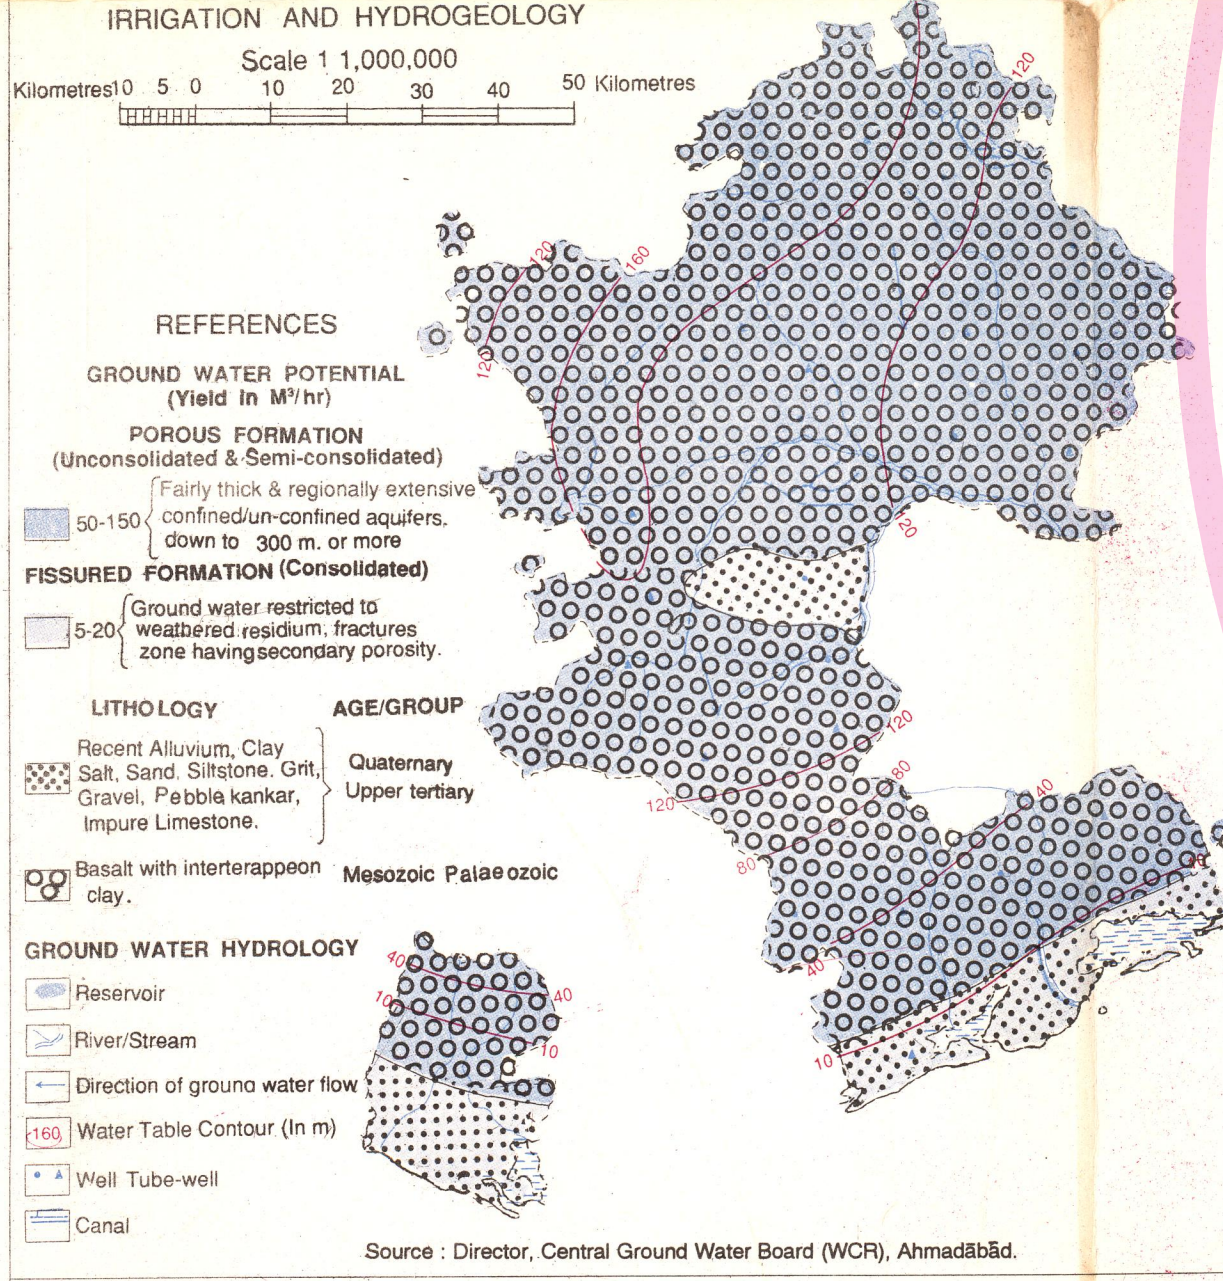 IRRIGATION AND HYDROGEOLOGY
Scale 1 1,000,000
Kilometres 10 5 0 10 20 30 40 50 Kilometres
REFERENCES
GROUND WATER POTENTIAL
(Yield In M³/hr)
POROUS FORMATION
(Unconsolidated & Semi-consolidated)
50-150 Fairly thick & regionally extensive
confined/un-confined aquifers.
down to 300 m. or more
FISSURED FORMATION (Consolidated)
5-20 Ground water restricted to
weathered residium, fractures
zone having secondary porosity.
LITHOLOGY AGE/GROUP
Recent Alluvium, Clay
Salt, Sand, Siltstone. Grit,
Gravel, Pebble kankar,
Impure Limestone.
Quaternary
Upper tertiary
Basalt with interterappeon
clay.
Mesozoic Palaeozoic
GROUND WATER HYDROLOGY
Reservoir
River/Stream
Direction of ground water flow
160 Water Table Contour (In m)
Well Tube-well
Canal
120
120
160
120
120
120
120
80
80
40
40
10
10
40
40
10
10
Source : Director, Central Ground Water Board (WCR), Ahmadābād.